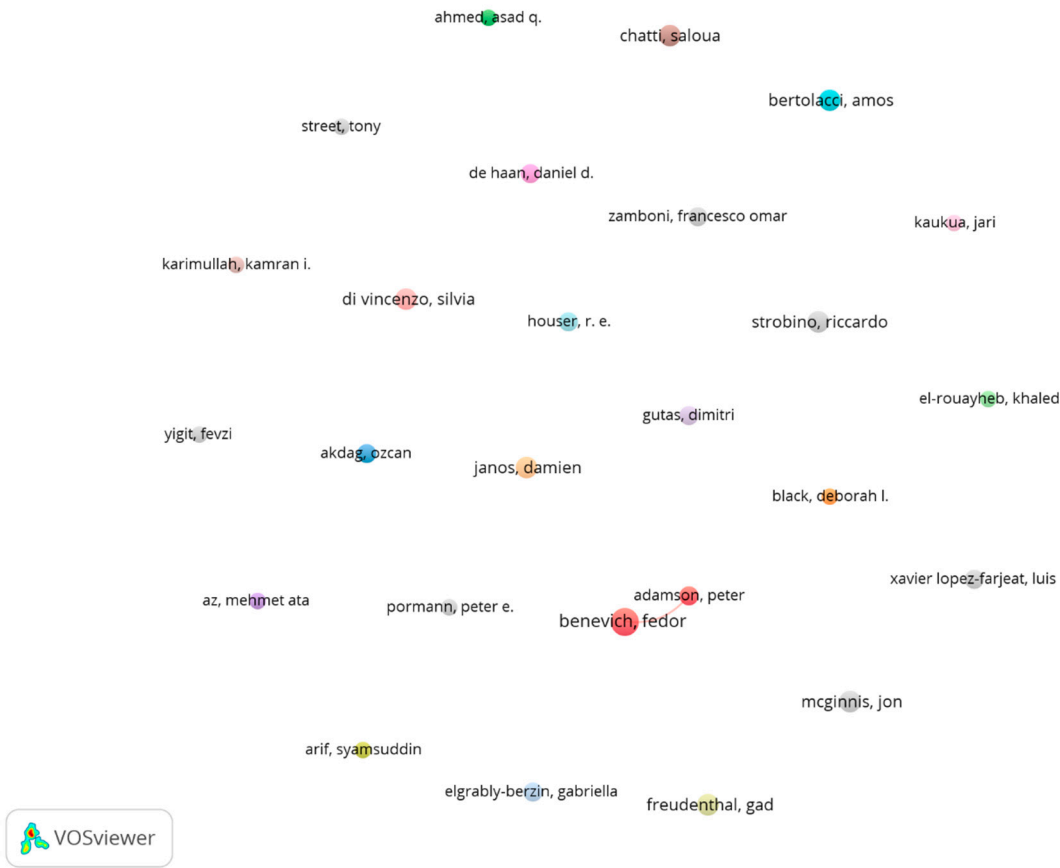 ahmed, asad q.
chatti, saloua
bertolacci, amos
street, tony
de haan, daniel d.
zamboni, francesco omar
kaukua, jari
karimullah, kamran i.
di vincenzo, silvia
houser, r. e.
strobino, riccardo
el-rouayheb, khaled
gutas, dimitri
yigit, fevzi
akdag, ozcan
janos, damien
black, deborah l.
xavier lopez-farjeat, luis
adamson, peter
az, mehmet ata
pormann, peter e.
benevich, fedor
mcginnis, jon
arif, syamsuddin
elgrably-berzin, gabriella
freudenthal, gad
VOSviewer